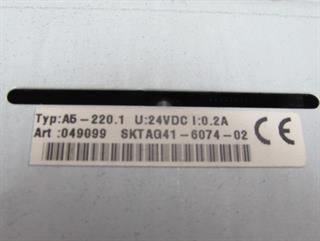 Typ:A5-220.1 U:24VDC I:0.2A
Art :049099 SKTAG41-6074-02 CE